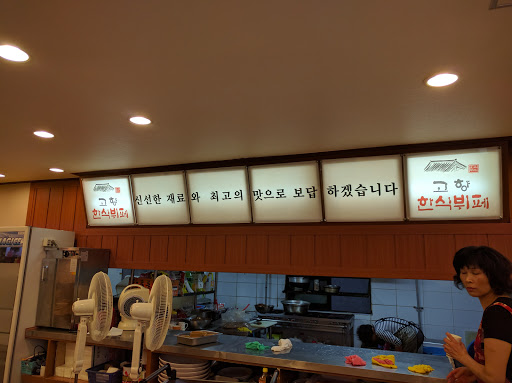 고향
한식뷔페
신선한 재료와 최고의 맛으로 보답 하겠습니다
고향
한식뷔페